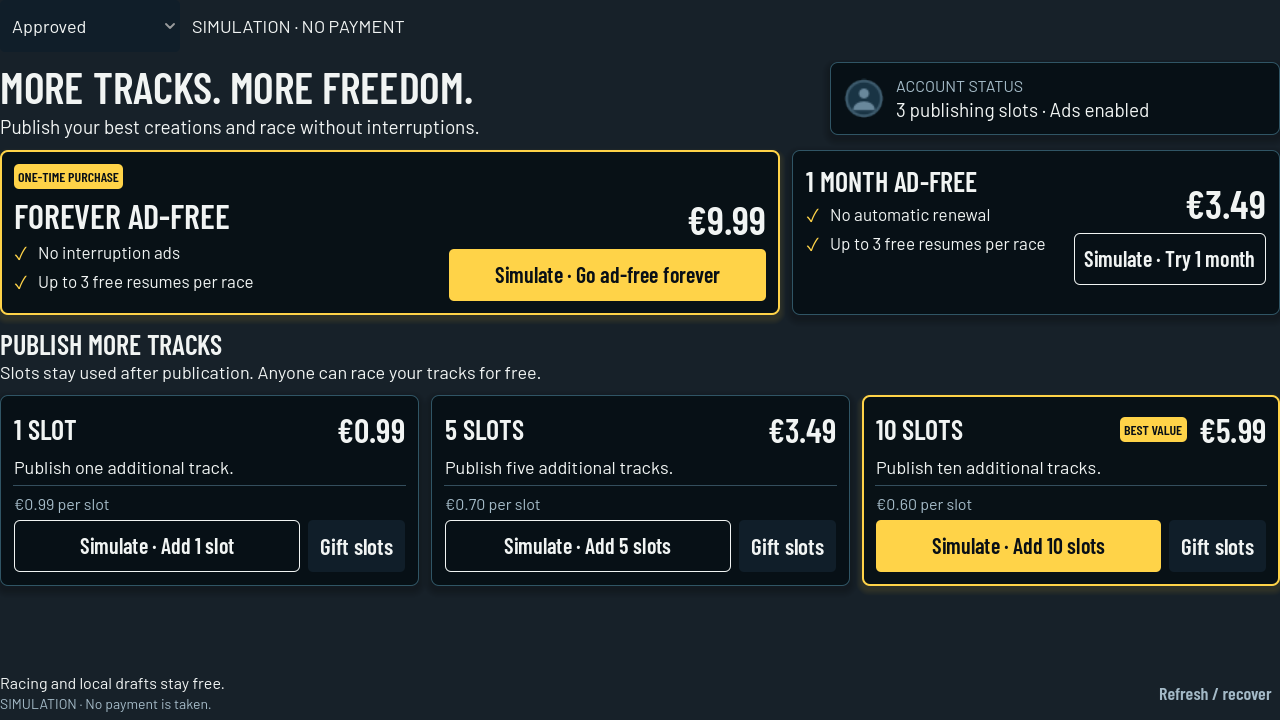 Approved
SIMULATION · NO PAYMENT
MORE TRACKS. MORE FREEDOM.
Publish your best creations and race without interruptions.
ACCOUNT STATUS
3 publishing slots · Ads enabled
ONE-TIME PURCHASE
FOREVER AD-FREE
✓ No interruption ads
✓ Up to 3 free resumes per race
€9.99
Simulate · Go ad-free forever
1 MONTH AD-FREE
✓ No automatic renewal
✓ Up to 3 free resumes per race
€3.49
Simulate · Try 1 month
PUBLISH MORE TRACKS
Slots stay used after publication. Anyone can race your tracks for free.
1 SLOT €0.99
Publish one additional track.
€0.99 per slot
Simulate · Add 1 slot Gift slots
5 SLOTS €3.49
Publish five additional tracks.
€0.70 per slot
Simulate · Add 5 slots Gift slots
10 SLOTS BEST VALUE €5.99
Publish ten additional tracks.
€0.60 per slot
Simulate · Add 10 slots Gift slots
Racing and local drafts stay free.
SIMULATION · No payment is taken.
Refresh / recover